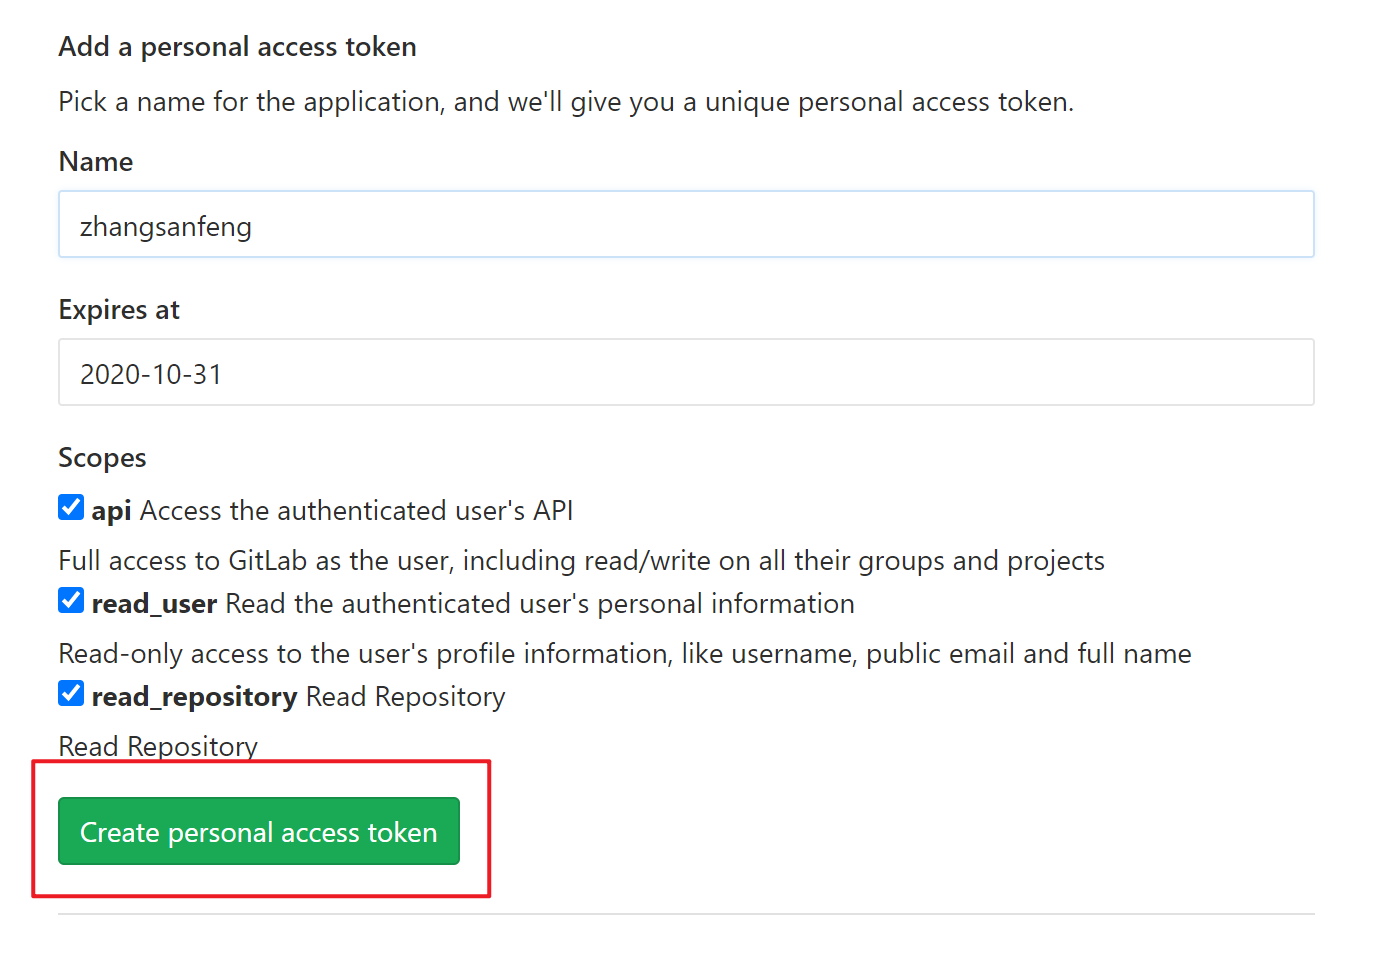 Add a personal access token
Pick a name for the application, and we'll give you a unique personal access token.
Name
zhangsanfeng
Expires at
2020-10-31
Scopes
api Access the authenticated user's API
Full access to GitLab as the user, including read/write on all their groups and projects
read_user Read the authenticated user's personal information
Read-only access to the user's profile information, like username, public email and full name
read_repository Read Repository
Read Repository
Create personal access token